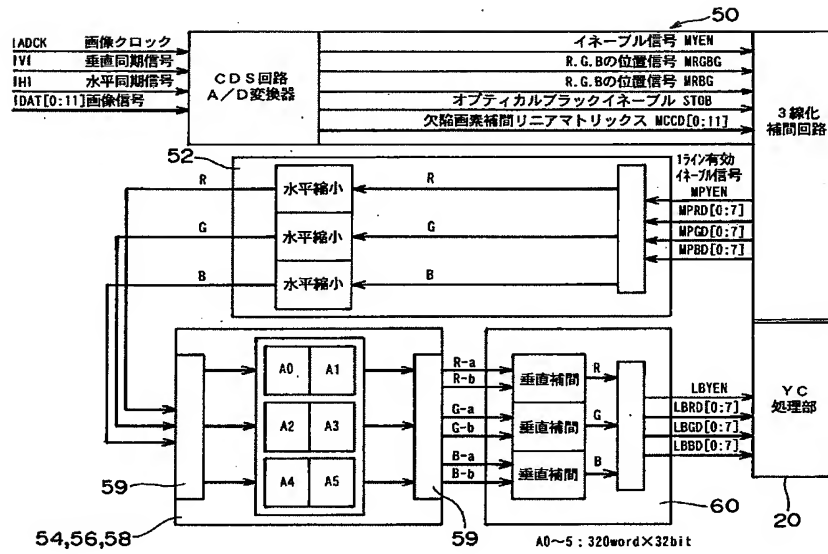 50
|ADCK 画像クロック
|V| 垂直同期信号
|H| 水平同期信号
|DAT[0:11]画像信号
CDS回路
A/D変換器
イネーブル信号 MYEN
R.G.Bの位置信号 MRGBG
R.G.Bの位置信号 MRBG
オプティカルブラックイネーブル STOB
欠陥画素補間リニアマトリックス MCCD[0:11]
3線化
補間回路
52
1ライン有効
イネーブル信号
MPYEN
MPRD[0:7]
MPGD[0:7]
MPBD[0:7]
R 水平縮小 R
G 水平縮小 G
B 水平縮小 B
A0 A1
A2 A3
A4 A5
R-a
R-b
G-a
G-b
B-a
B-b
垂直補間 R
垂直補間 G
垂直補間 B
LBYEN
LBRD[0:7]
LBGD[0:7]
LBBD[0:7]
YC
処理部
59
54,56,58
59
60
20
A0~5:320word×32bit